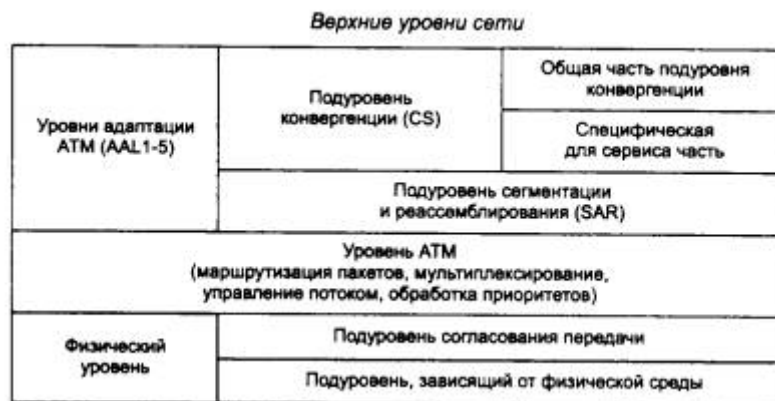 Верхние уровни сети
Уровни адаптации
АТМ (AAL1-5)
Подуровень
конвергенции (CS)
Общая часть подуровня
конвергенции
Специфическая
для сервиса часть
Подуровень сегментации
и реассемблирования (SAR)
Уровень АТМ
(маршрутизация пакетов, мультиплексирование,
управление потоком, обработка приоритетов)
Физический
уровень
Подуровень согласования передачи
Подуровень, зависящий от физической среды